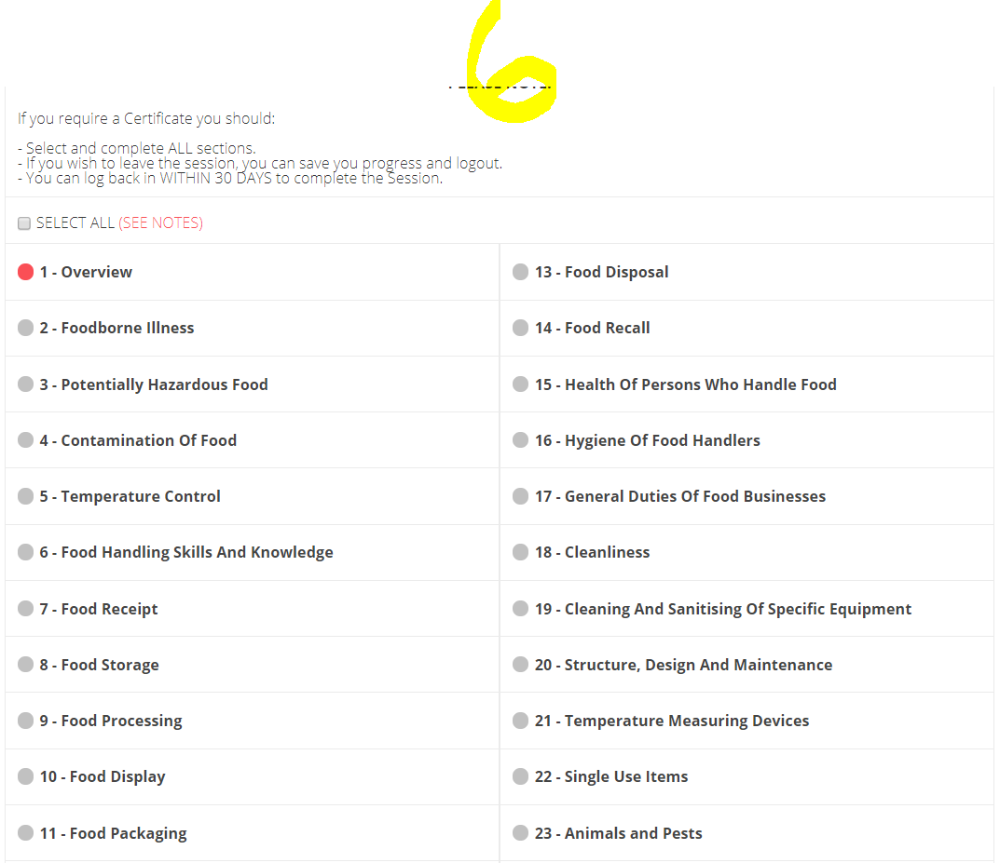 6
If you require a Certificate you should:
- Select and complete ALL sections.
- If you wish to leave the session, you can save you progress and logout.
- You can log back in WITHIN 30 DAYS to complete the Session.
SELECT ALL (SEE NOTES)
1 - Overview
2 - Foodborne Illness
3 - Potentially Hazardous Food
4 - Contamination Of Food
5 - Temperature Control
6 - Food Handling Skills And Knowledge
7 - Food Receipt
8 - Food Storage
9 - Food Processing
10 - Food Display
11 - Food Packaging
13 - Food Disposal
14 - Food Recall
15 - Health Of Persons Who Handle Food
16 - Hygiene Of Food Handlers
17 - General Duties Of Food Businesses
18 - Cleanliness
19 - Cleaning And Sanitising Of Specific Equipment
20 - Structure, Design And Maintenance
21 - Temperature Measuring Devices
22 - Single Use Items
23 - Animals and Pests